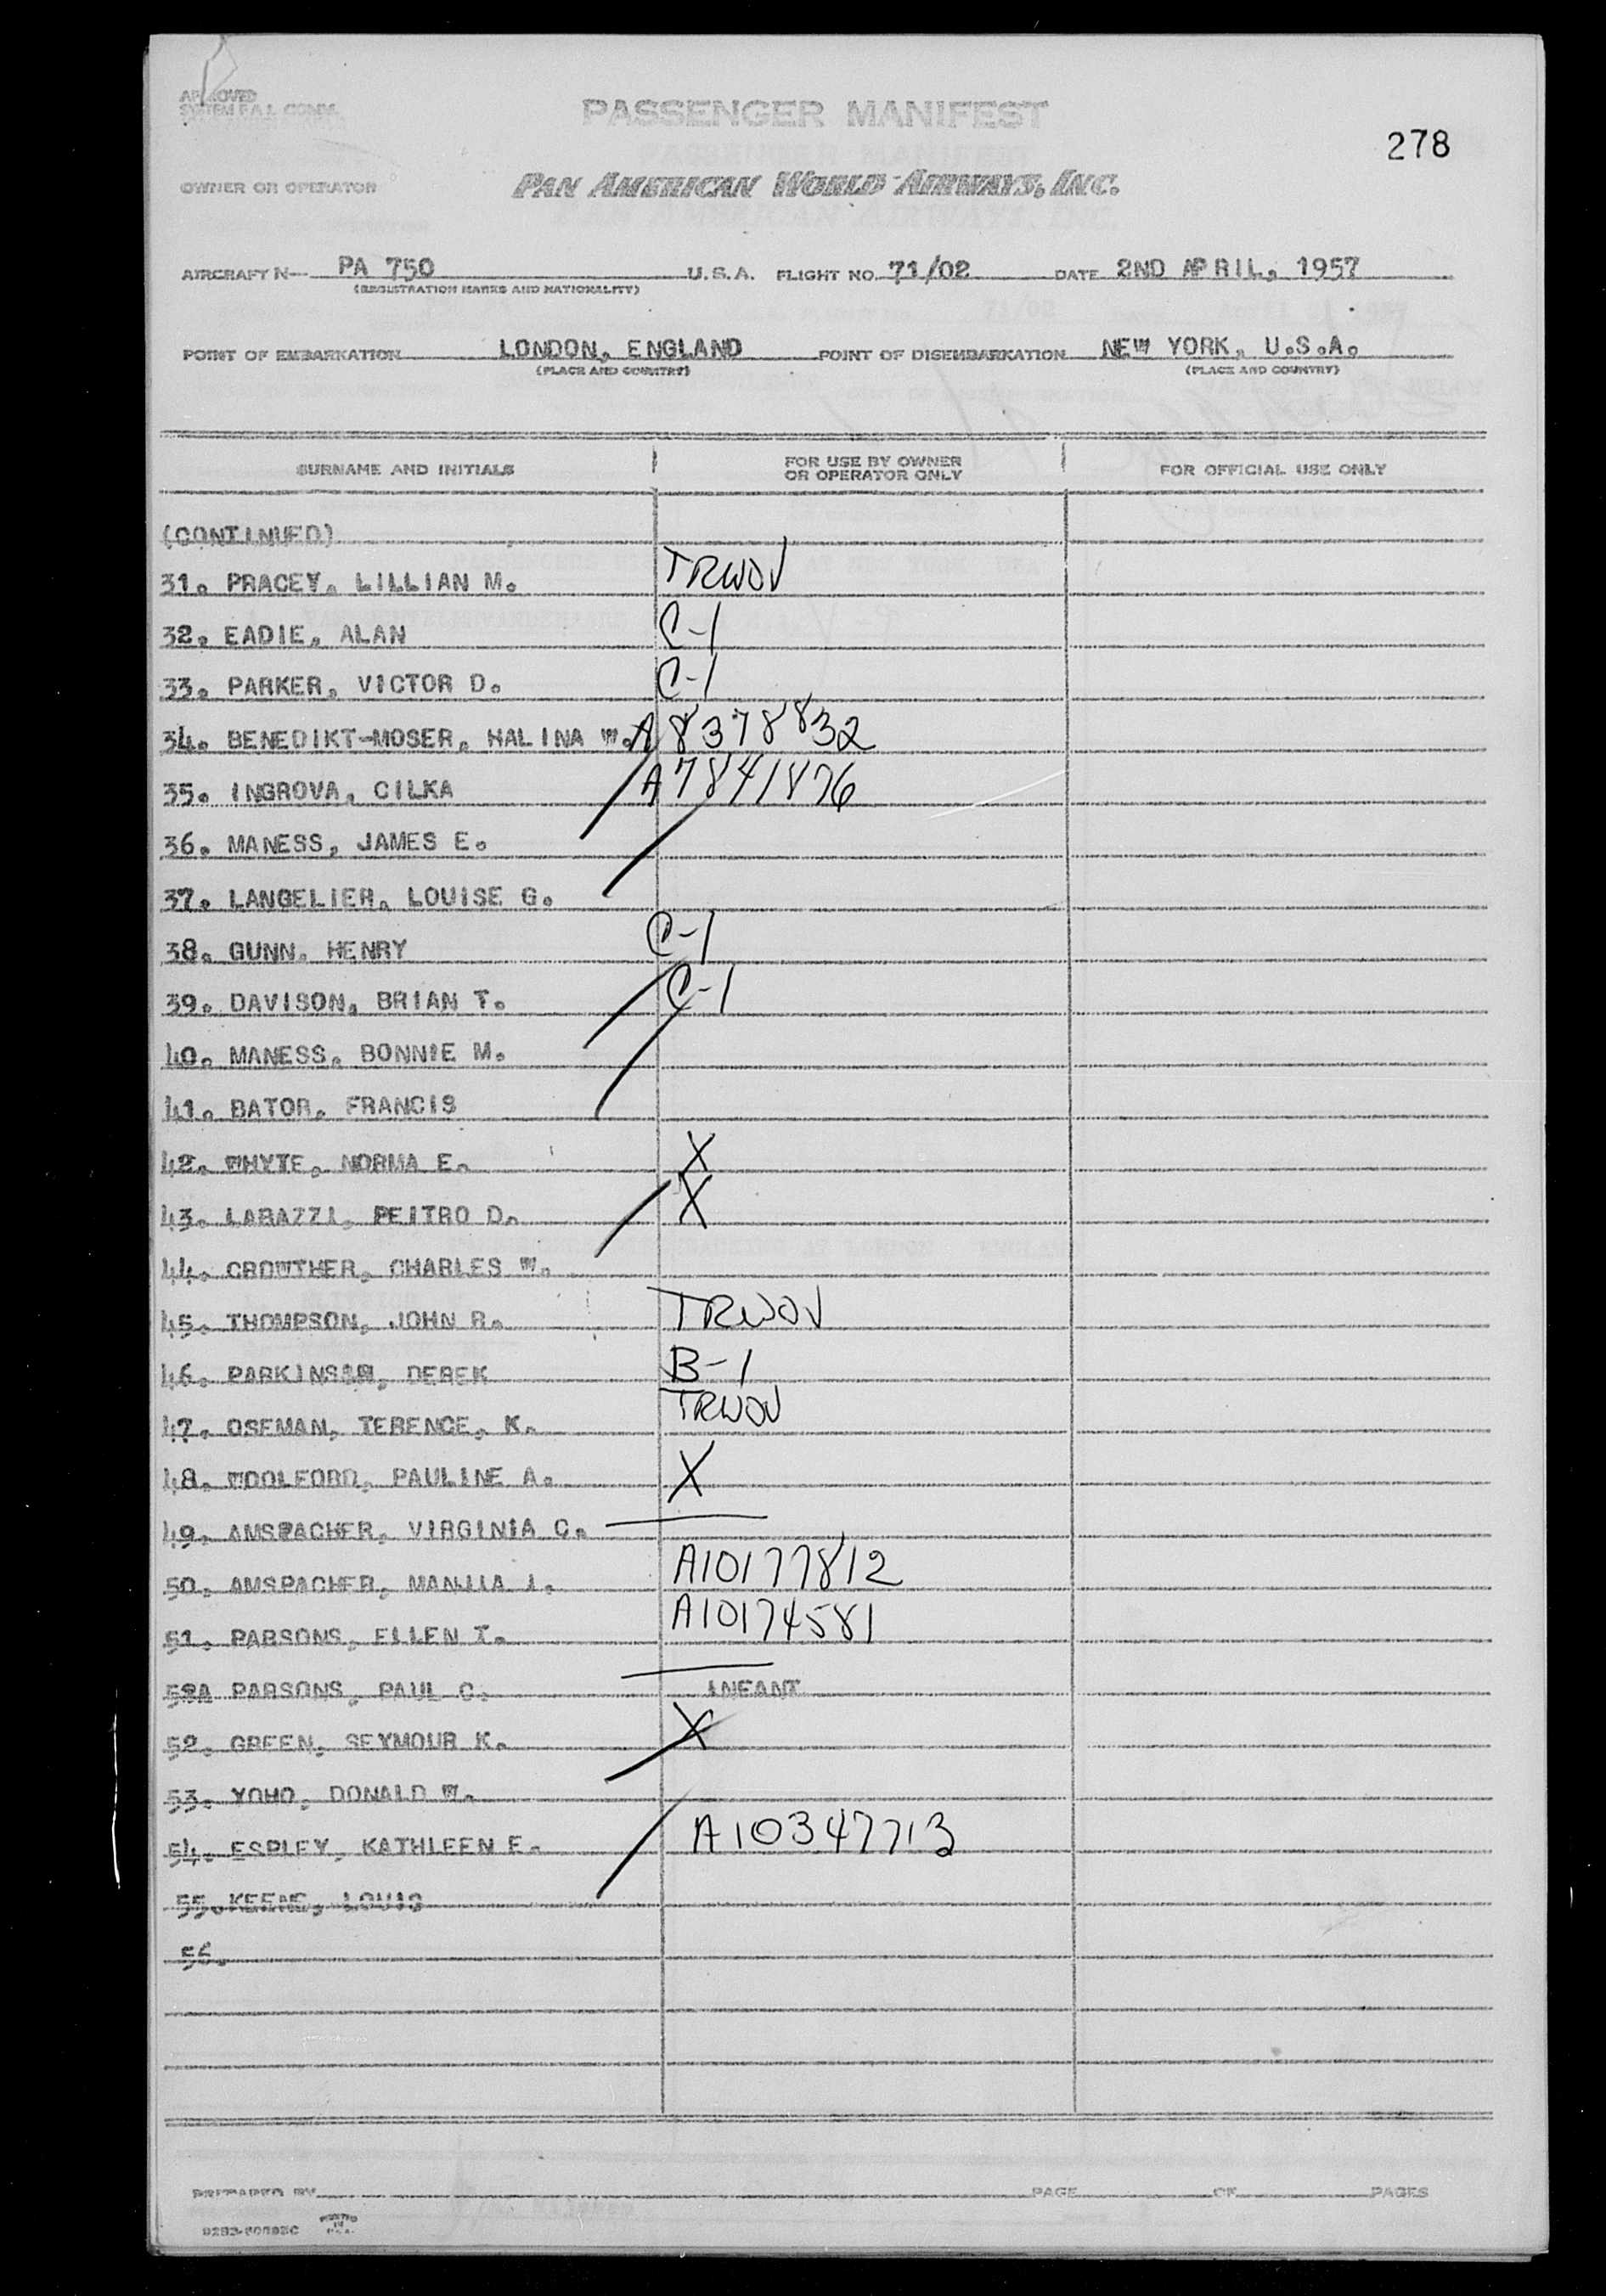 APPROVED
SYSTEM F.A.L. COMM.
PASSENGER MANIFEST
278
OWNER OR OPERATOR
PAN AMERICAN WORLD AIRWAYS, INC.
AIRCRAFT N— PA 750 U.S.A. FLIGHT NO. 71/02 DATE 2ND APRIL, 1957
(REGISTRATION MARKS AND NATIONALITY)
POINT OF EMBARKATION LONDON, ENGLAND POINT OF DISEMBARKATION NEW YORK, U.S.A.
(PLACE AND COUNTRY) (PLACE AND COUNTRY)
SURNAME AND INITIALS FOR USE BY OWNER OR OPERATOR ONLY FOR OFFICIAL USE ONLY
(CONTINUED)
31. PRACEY, LILLIAN M. TRWOV
32. EADIE, ALAN C-1
33. PARKER, VICTOR D. C-1
34. BENEDIKT-MOSER, HALINA W. A 8378832
35. INGROVA, CILKA A7841876
36. MANESS, JAMES E.
37. LANGELIER, LOUISE G.
38. GUNN, HENRY C-1
39. DAVISON, BRIAN T. C-1
40. MANESS, BONNIE M.
41. BATOR, FRANCIS
42. WHYTE, NORMA E. X
43. LABAZZI, PEITRO D. X
44. CROWTHER, CHARLES W.
45. THOMPSON, JOHN R. TRWOV
46. DEREK B-1
47. OSEMAN, TERENCE, K. TRWOV
48. WOOLFORD, PAULINE A. X
49. AMSPACHER, VIRGINIA C.
50. AMSPACHER, I. A10177812
51. PARSONS, ELLEN T. A10174581
PARSONS, PAUL C. INFANT
52. GREEN, SEYMOUR K. X
53. YOHO, DONALD W.
54. ESPLEY, KATHLEEN E. A10347713
55. KEENE, LOUIS
56.
PREPARED BY PAGE OF PAGES
PRINTED
IN
U.S.A.